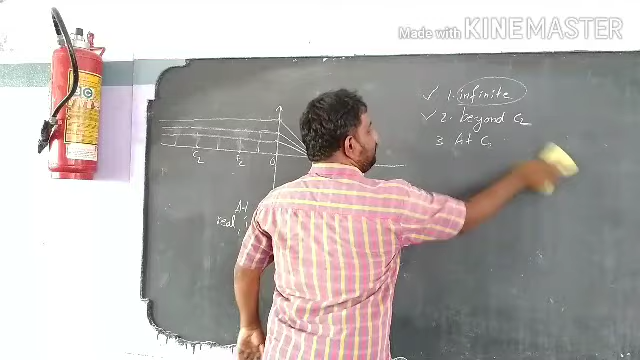 Made with KINEMASTER
1. infinite
2. beyond C2
3. At C2
C2 F2 O
At
real